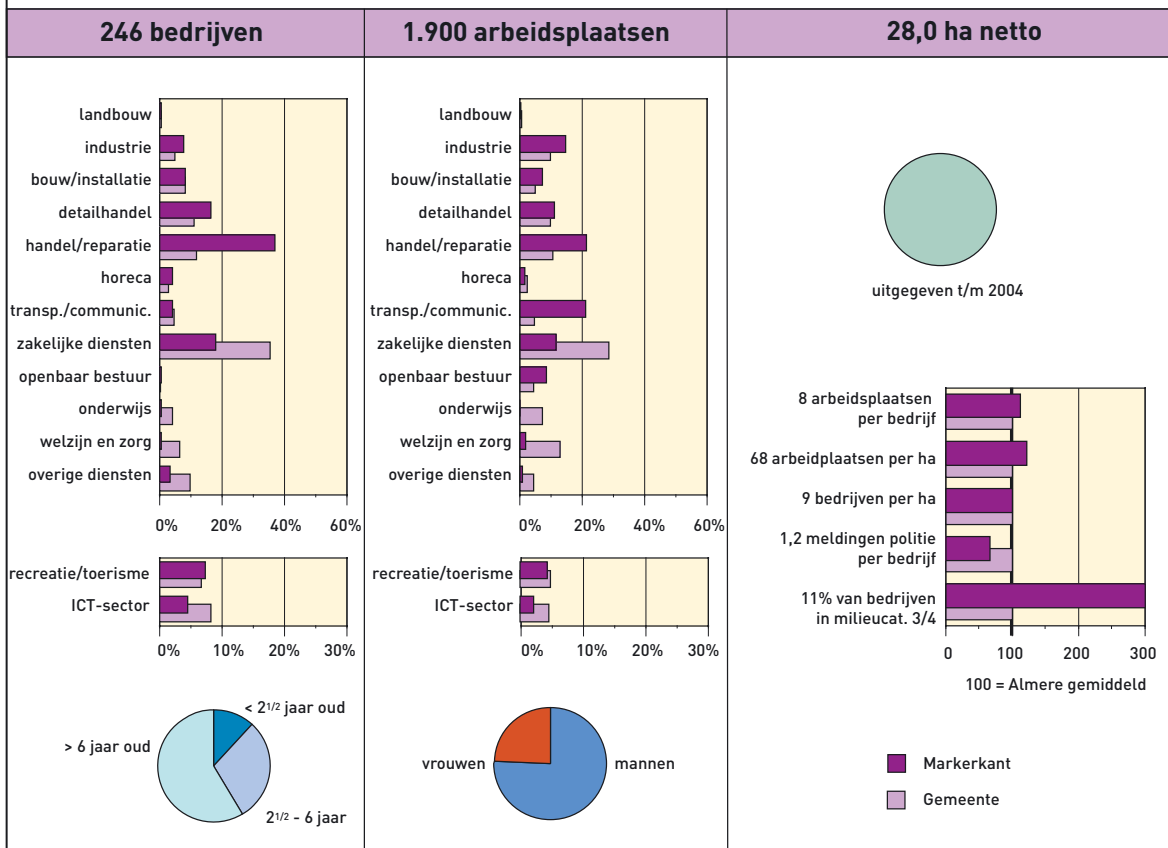 246 bedrijven
landbouw
industrie
bouw/installatie
detailhandel
handel/reparatie
horeca
transp./communic.
zakelijke diensten
openbaar bestuur
onderwijs
welzijn en zorg
overige diensten
0% 20% 40% 60%
recreatie/toerisme
ICT-sector
0% 10% 20% 30%
< 2 1/2 jaar oud
> 6 jaar oud
2 1/2 - 6 jaar
1.900 arbeidsplaatsen
landbouw
industrie
bouw/installatie
detailhandel
handel/reparatie
horeca
transp./communic.
zakelijke diensten
openbaar bestuur
onderwijs
welzijn en zorg
overige diensten
0% 20% 40% 60%
recreatie/toerisme
ICT-sector
0% 10% 20% 30%
vrouwen
mannen
28,0 ha netto
uitgegeven t/m 2004
8 arbeidsplaatsen
per bedrijf
68 arbeidplaatsen per ha
9 bedrijven per ha
1,2 meldingen politie
per bedrijf
11% van bedrijven
in milieucat. 3/4
0 100 200 300
100 = Almere gemiddeld
Markerkant
Gemeente